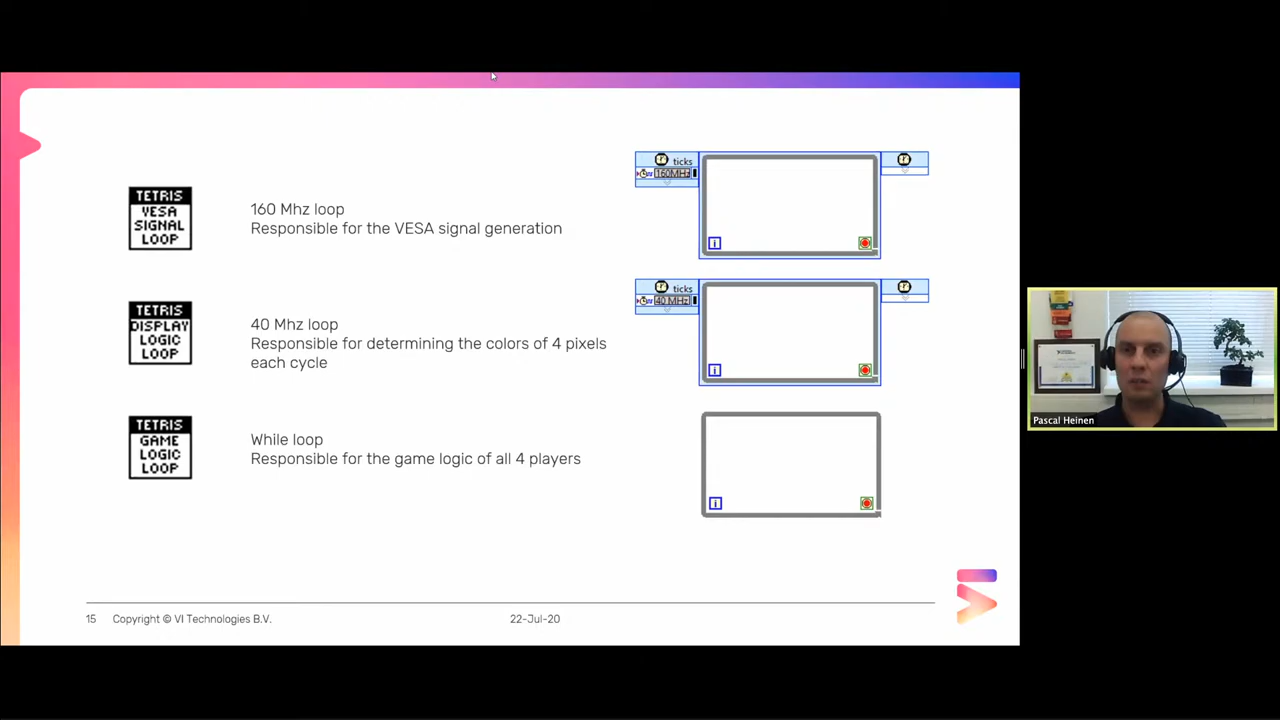 TETRIS
VESA
SIGNAL
LOOP
160 Mhz loop
Responsible for the VESA signal generation
ticks
160MHz
i
TETRIS
DISPLAY
LOGIC
LOOP
40 Mhz loop
Responsible for determining the colors of 4 pixels
each cycle
ticks
40 MHz
i
TETRIS
GAME
LOGIC
LOOP
While loop
Responsible for the game logic of all 4 players
i
15 Copyright © VI Technologies B.V. 22-Jul-20
Pascal Heinen